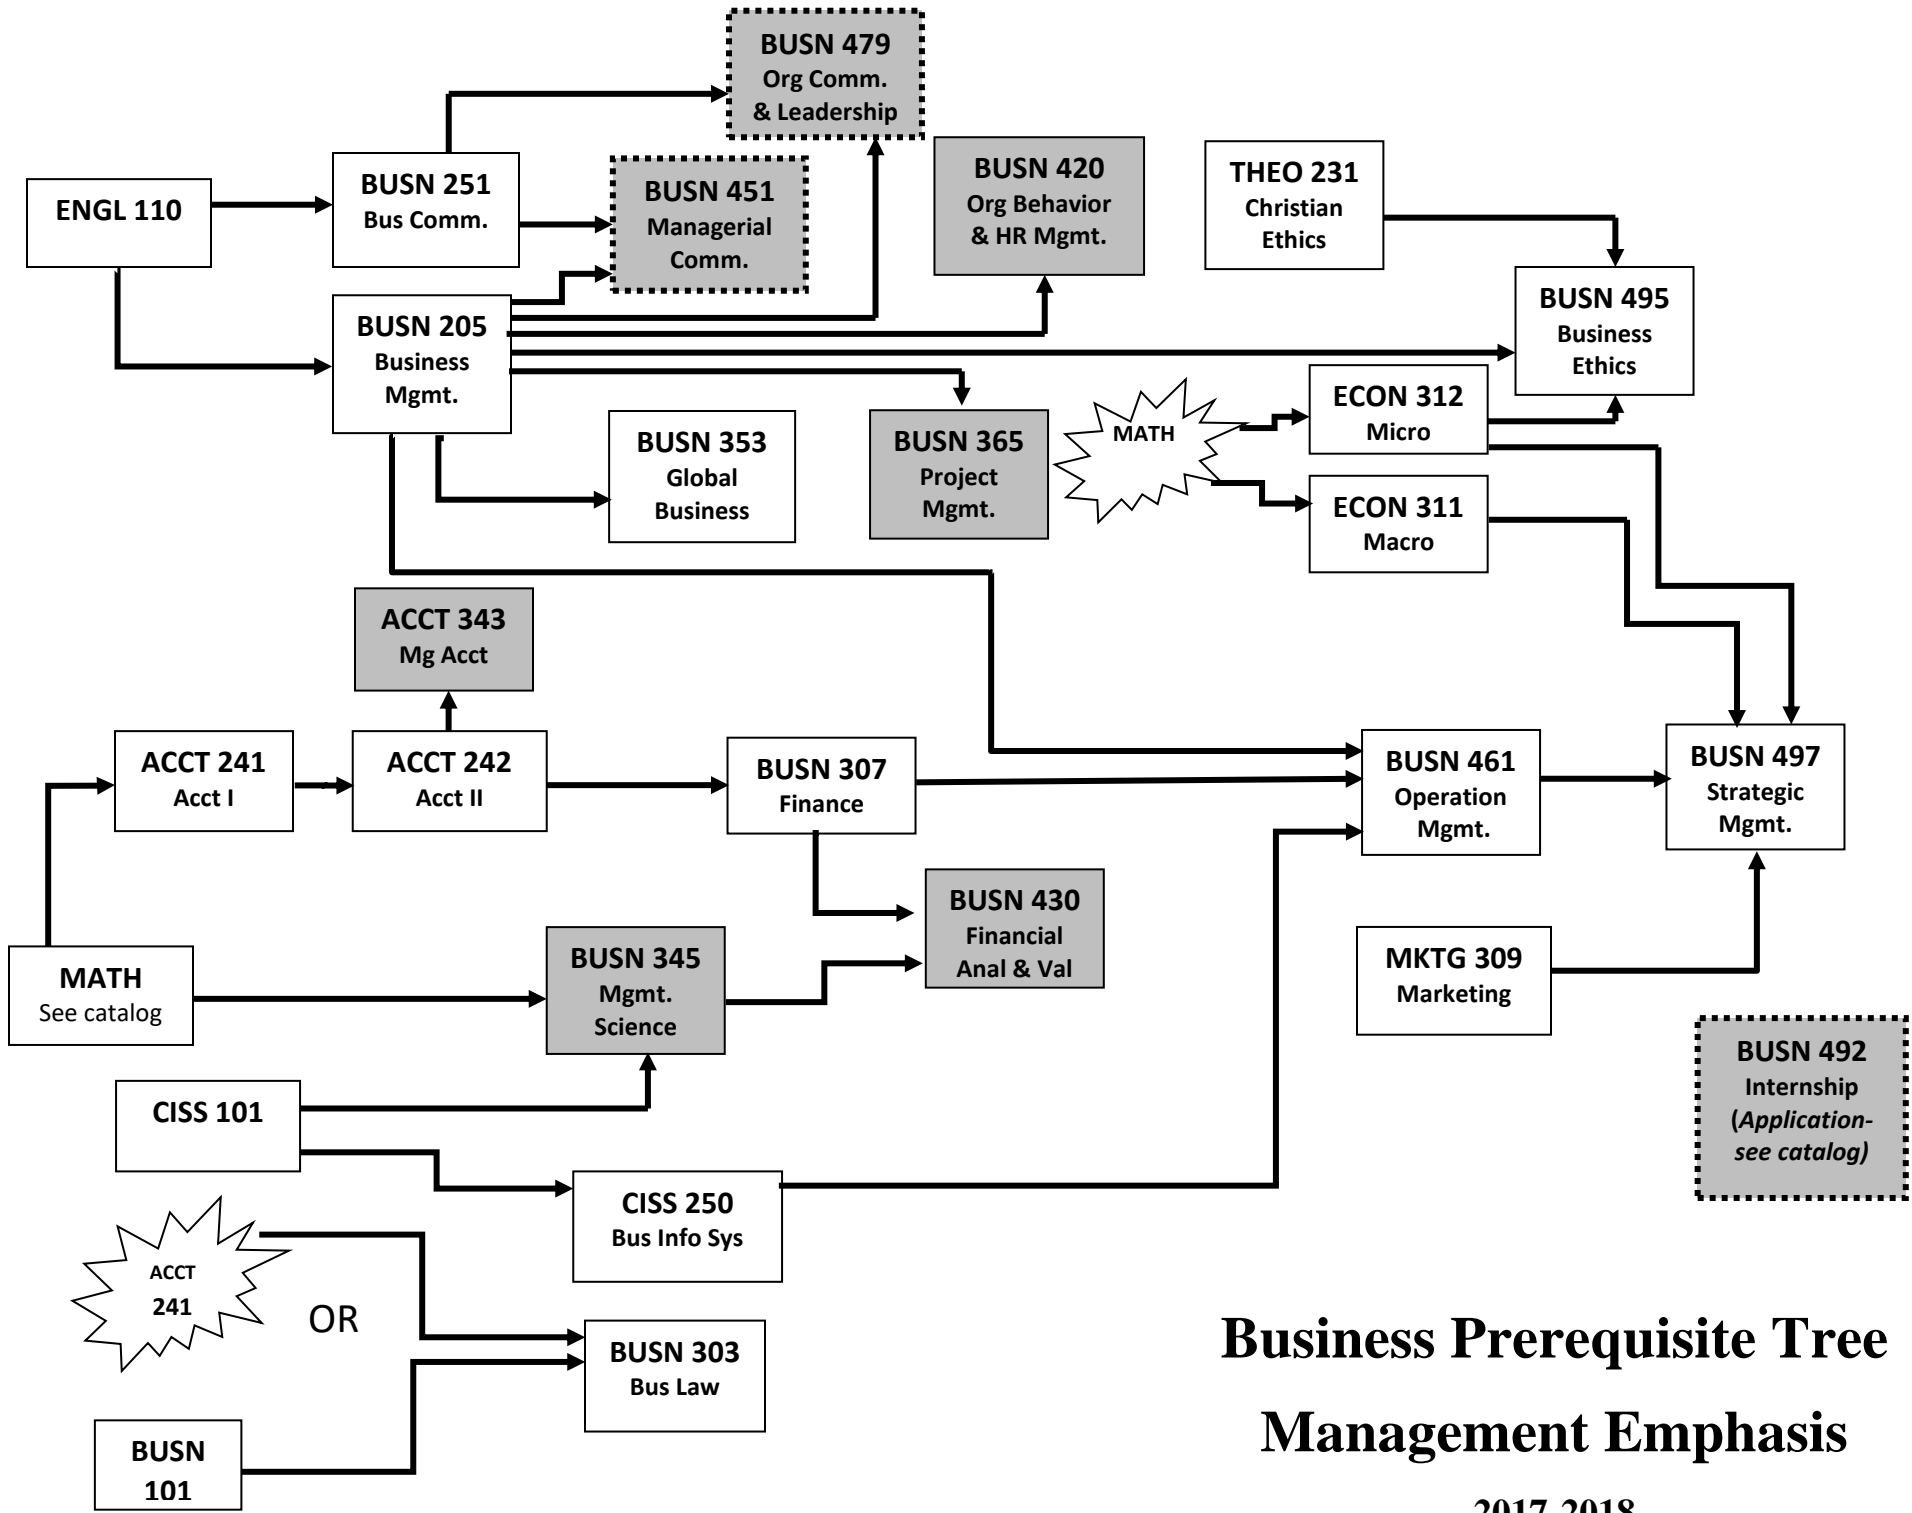 BUSN 479
Org Comm.
& Leadership
ENGL 110
BUSN 251
Bus Comm.
BUSN 451
Managerial
Comm.
BUSN 420
Org Behavior
& HR Mgmt.
THEO 231
Christian
Ethics
BUSN 205
Business
Mgmt.
BUSN 495
Business
Ethics
BUSN 353
Global
Business
BUSN 365
Project
Mgmt.
MATH
ECON 312
Micro
ECON 311
Macro
ACCT 343
Mg Acct
ACCT 241
Acct I
ACCT 242
Acct II
BUSN 307
Finance
BUSN 461
Operation
Mgmt.
BUSN 497
Strategic
Mgmt.
MATH
See catalog
BUSN 345
Mgmt.
Science
BUSN 430
Financial
Anal & Val
MKTG 309
Marketing
BUSN 492
Internship
(Application-
see catalog)
CISS 101
CISS 250
Bus Info Sys
ACCT
241
OR
BUSN 303
Bus Law
BUSN
101
Business Prerequisite Tree
Management Emphasis
2017-2018